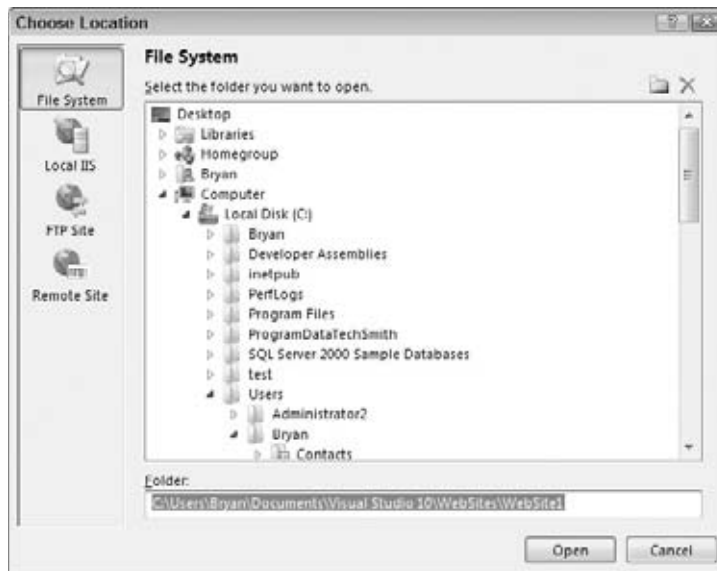 Choose Location
File System
Local IIS
FTP Site
Remote Site
File System
Select the folder you want to open.
Desktop
Libraries
Homegroup
Bryan
Computer
Local Disk (C:)
Bryan
Developer Assemblies
inetpub
PerfLogs
Program Files
ProgramDataTechSmith
SQL Server 2000 Sample Databases
test
Users
Administrator2
Bryan
Contacts
Folder:
C:\Users\Bryan\Documents\Visual Studio 10\WebSites\WebSite1
Open
Cancel